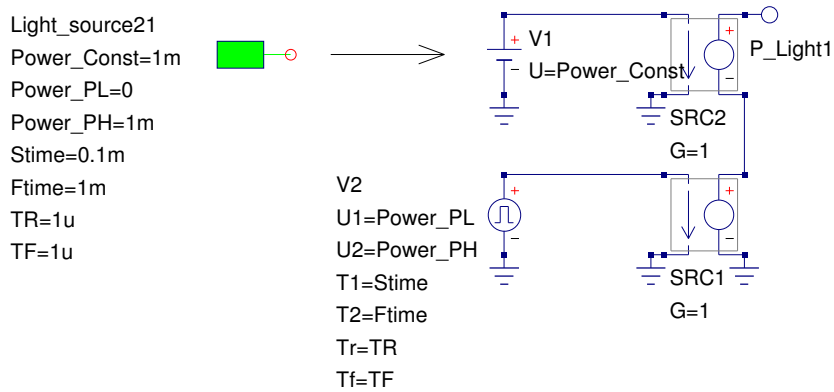 Light_source21
Power_Const=1m
Power_PL=0
Power_PH=1m
Stime=0.1m
Ftime=1m
TR=1u
TF=1u
V1
U=Power_Const
+
-
+
-
P_Light1
SRC2
G=1
V2
U1=Power_PL
U2=Power_PH
T1=Stime
T2=Ftime
Tr=TR
Tf=TF
+
-
+
-
SRC1
G=1